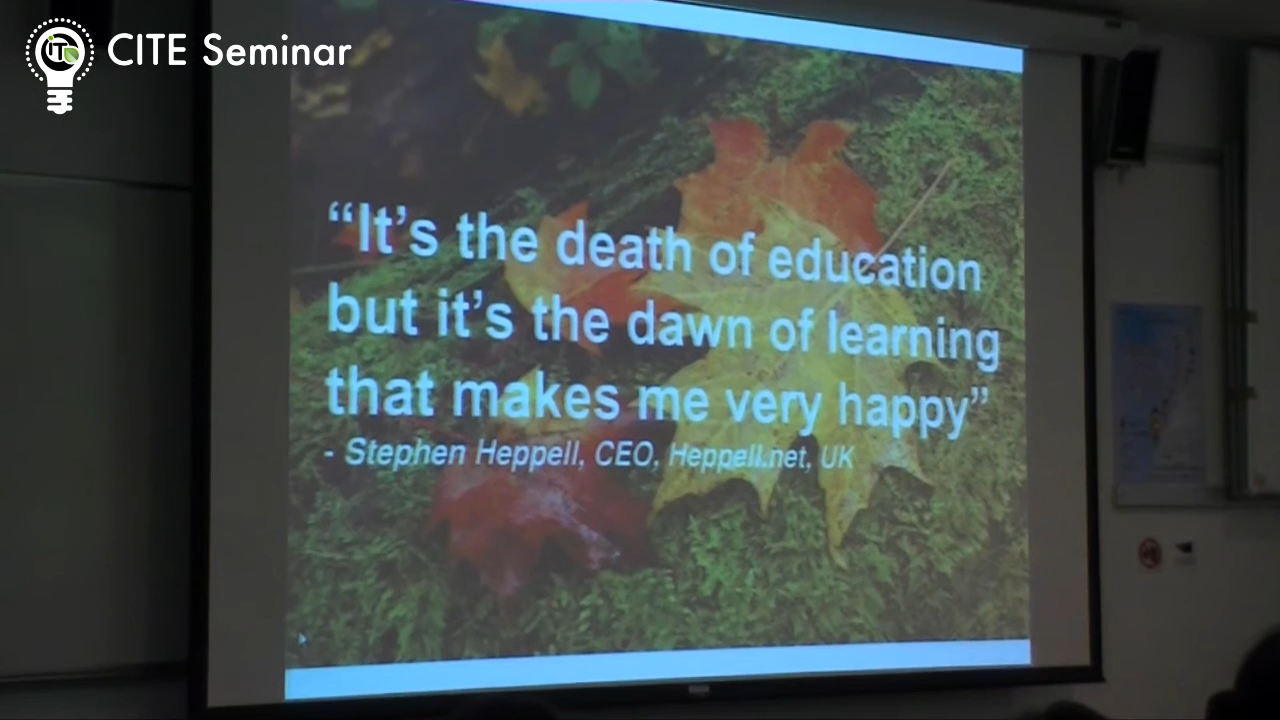 CITE Seminar
“It’s the death of education
but it’s the dawn of learning
that makes me very happy”
- Stephen Heppell, CEO, Heppell.net, UK